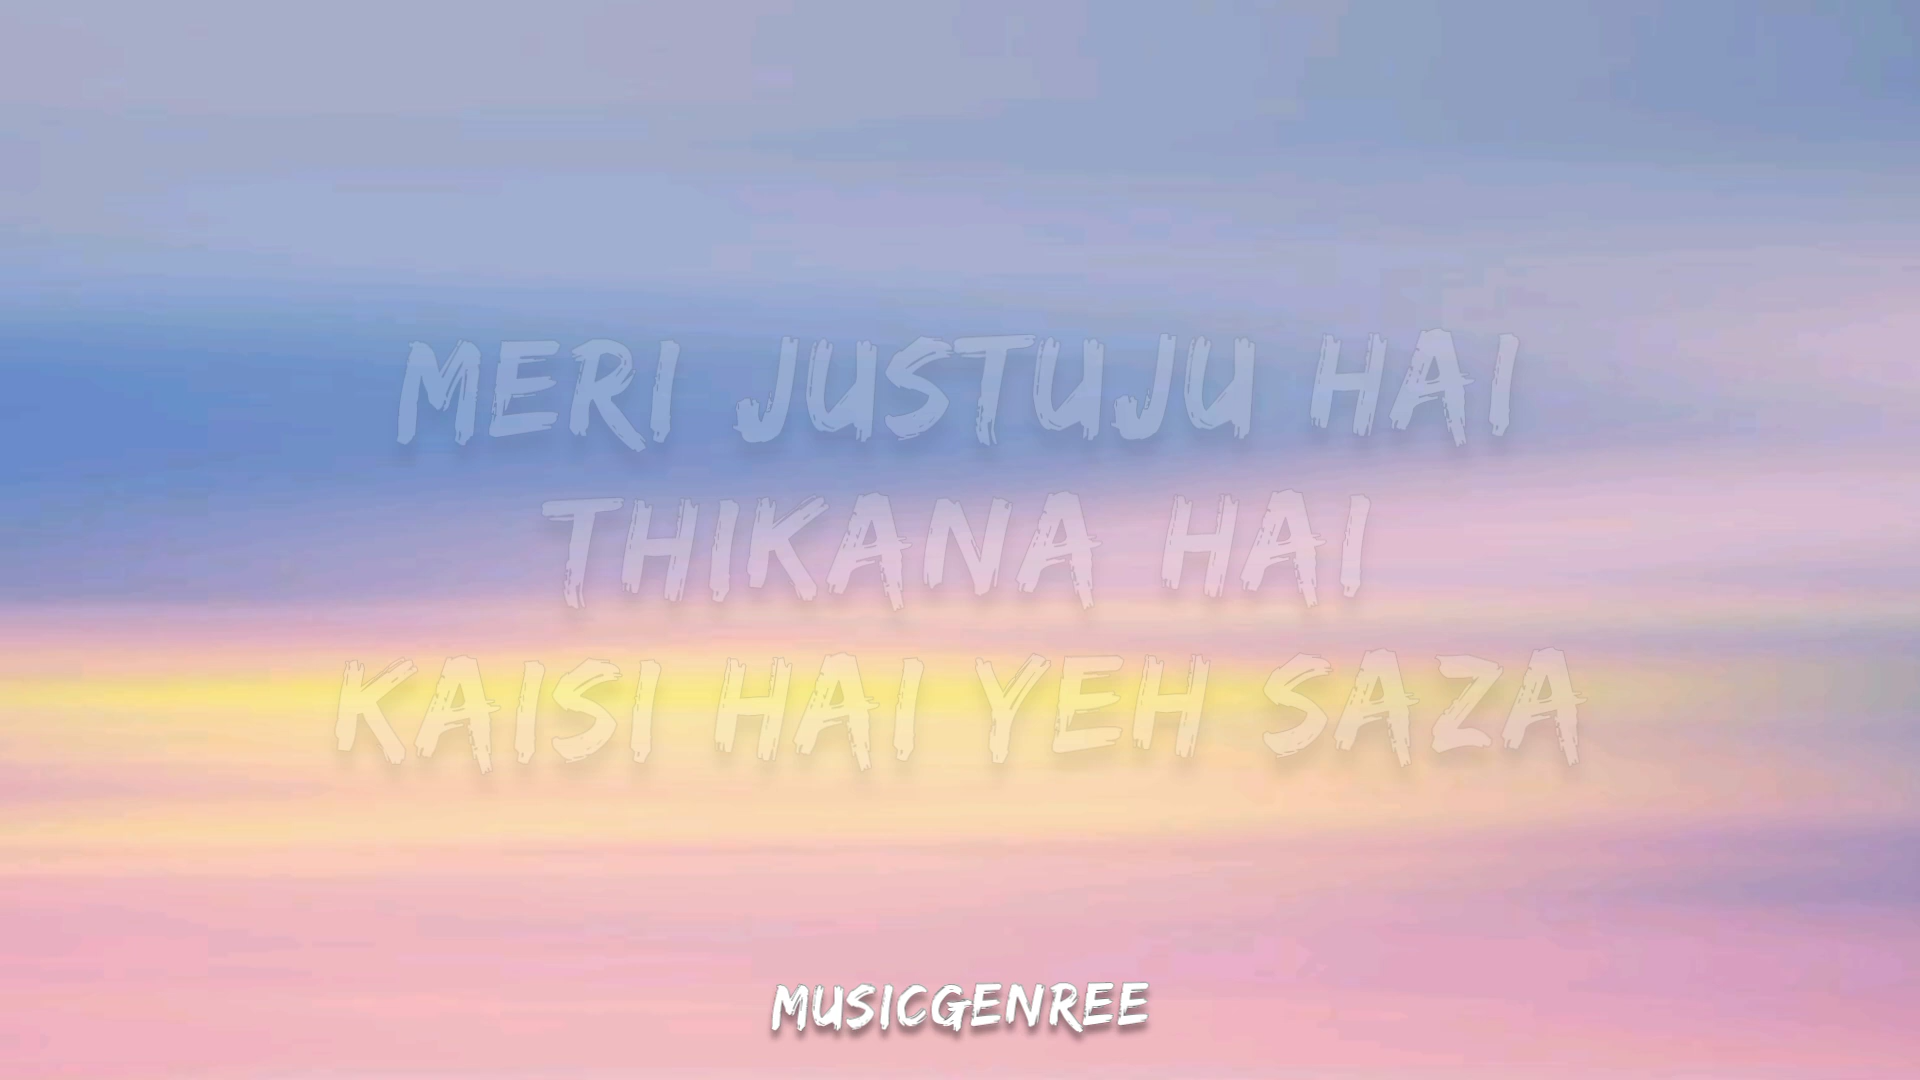 MERI JUSTUJU HAI
THIKANA HAI
KAISI HAI YEH SAZA
MUSICGENREE